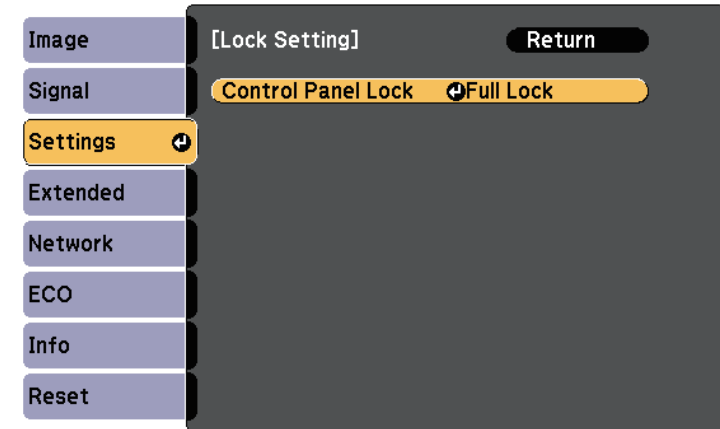 Image
Signal
Settings
Extended
Network
ECO
Info
Reset
[Lock Setting]
Return
Control Panel Lock Full Lock